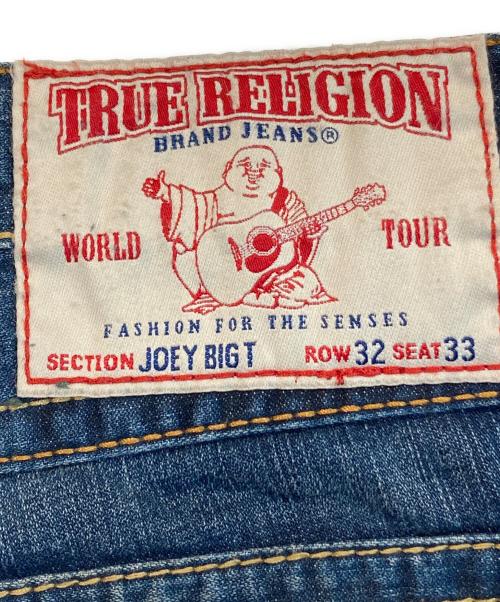 TRUE RELIGION
BRAND JEANS®
WORLD TOUR
FASHION FOR THE SENSES
SECTION JOEY BIG T ROW 32 SEAT 33